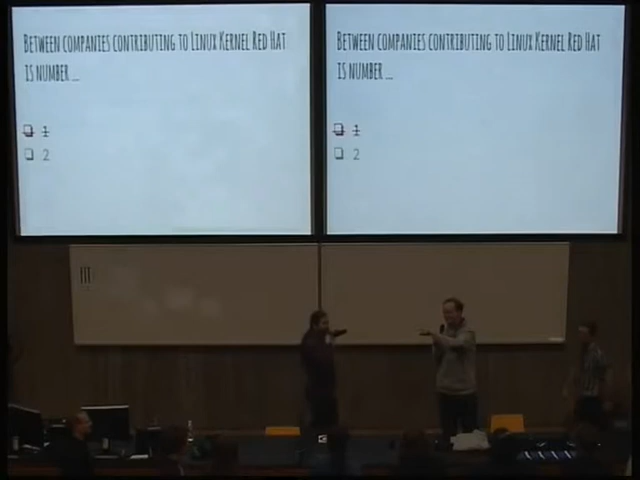 Between companies contributing to Linux Kernel Red Hat
is number ...
1
2
Between companies contributing to Linux Kernel Red Hat
is number ...
1
2